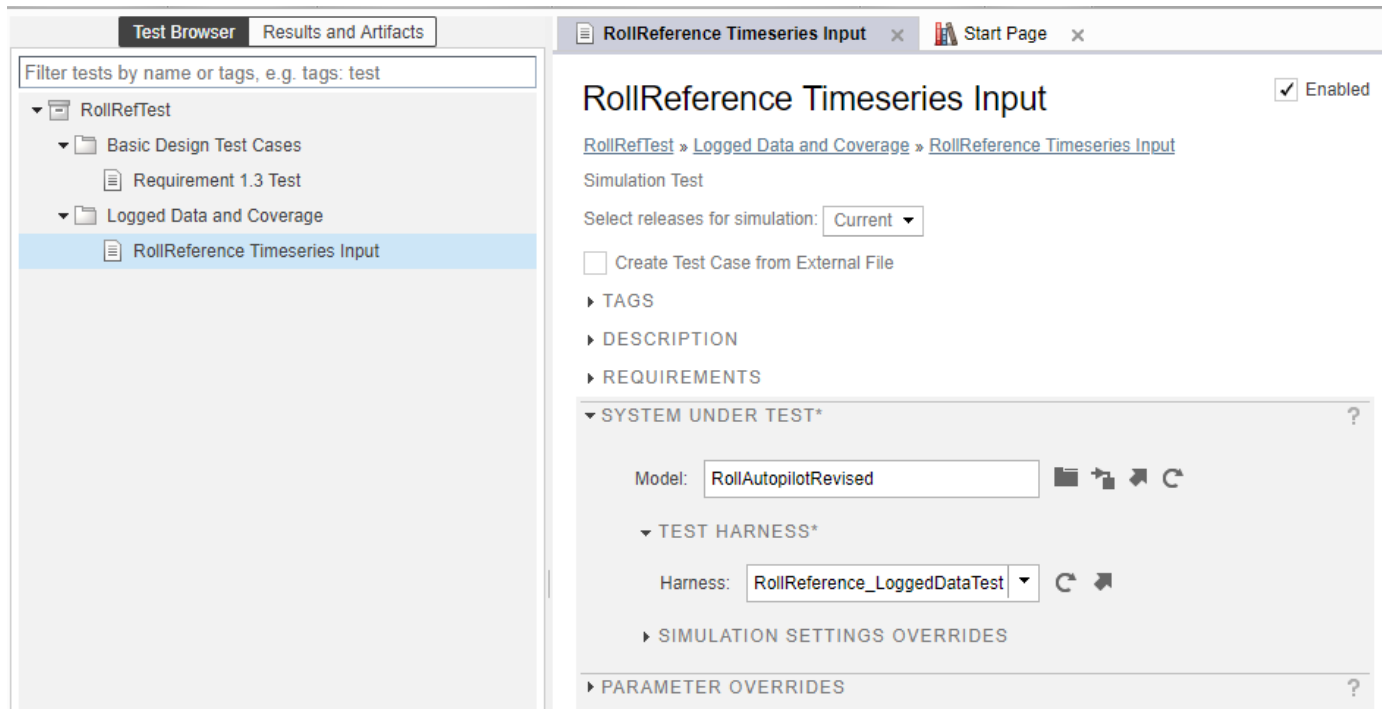 Test Browser Results and Artifacts
Filter tests by name or tags, e.g. tags: test
RollRefTest
Basic Design Test Cases
Requirement 1.3 Test
Logged Data and Coverage
RollReference Timeseries Input
RollReference Timeseries Input × Start Page ×
RollReference Timeseries Input
Enabled
RollRefTest » Logged Data and Coverage » RollReference Timeseries Input
Simulation Test
Select releases for simulation: Current
Create Test Case from External File
TAGS
DESCRIPTION
REQUIREMENTS
SYSTEM UNDER TEST* ?
Model: RollAutopilotRevised
TEST HARNESS*
Harness: RollReference_LoggedDataTest
SIMULATION SETTINGS OVERRIDES
PARAMETER OVERRIDES ?